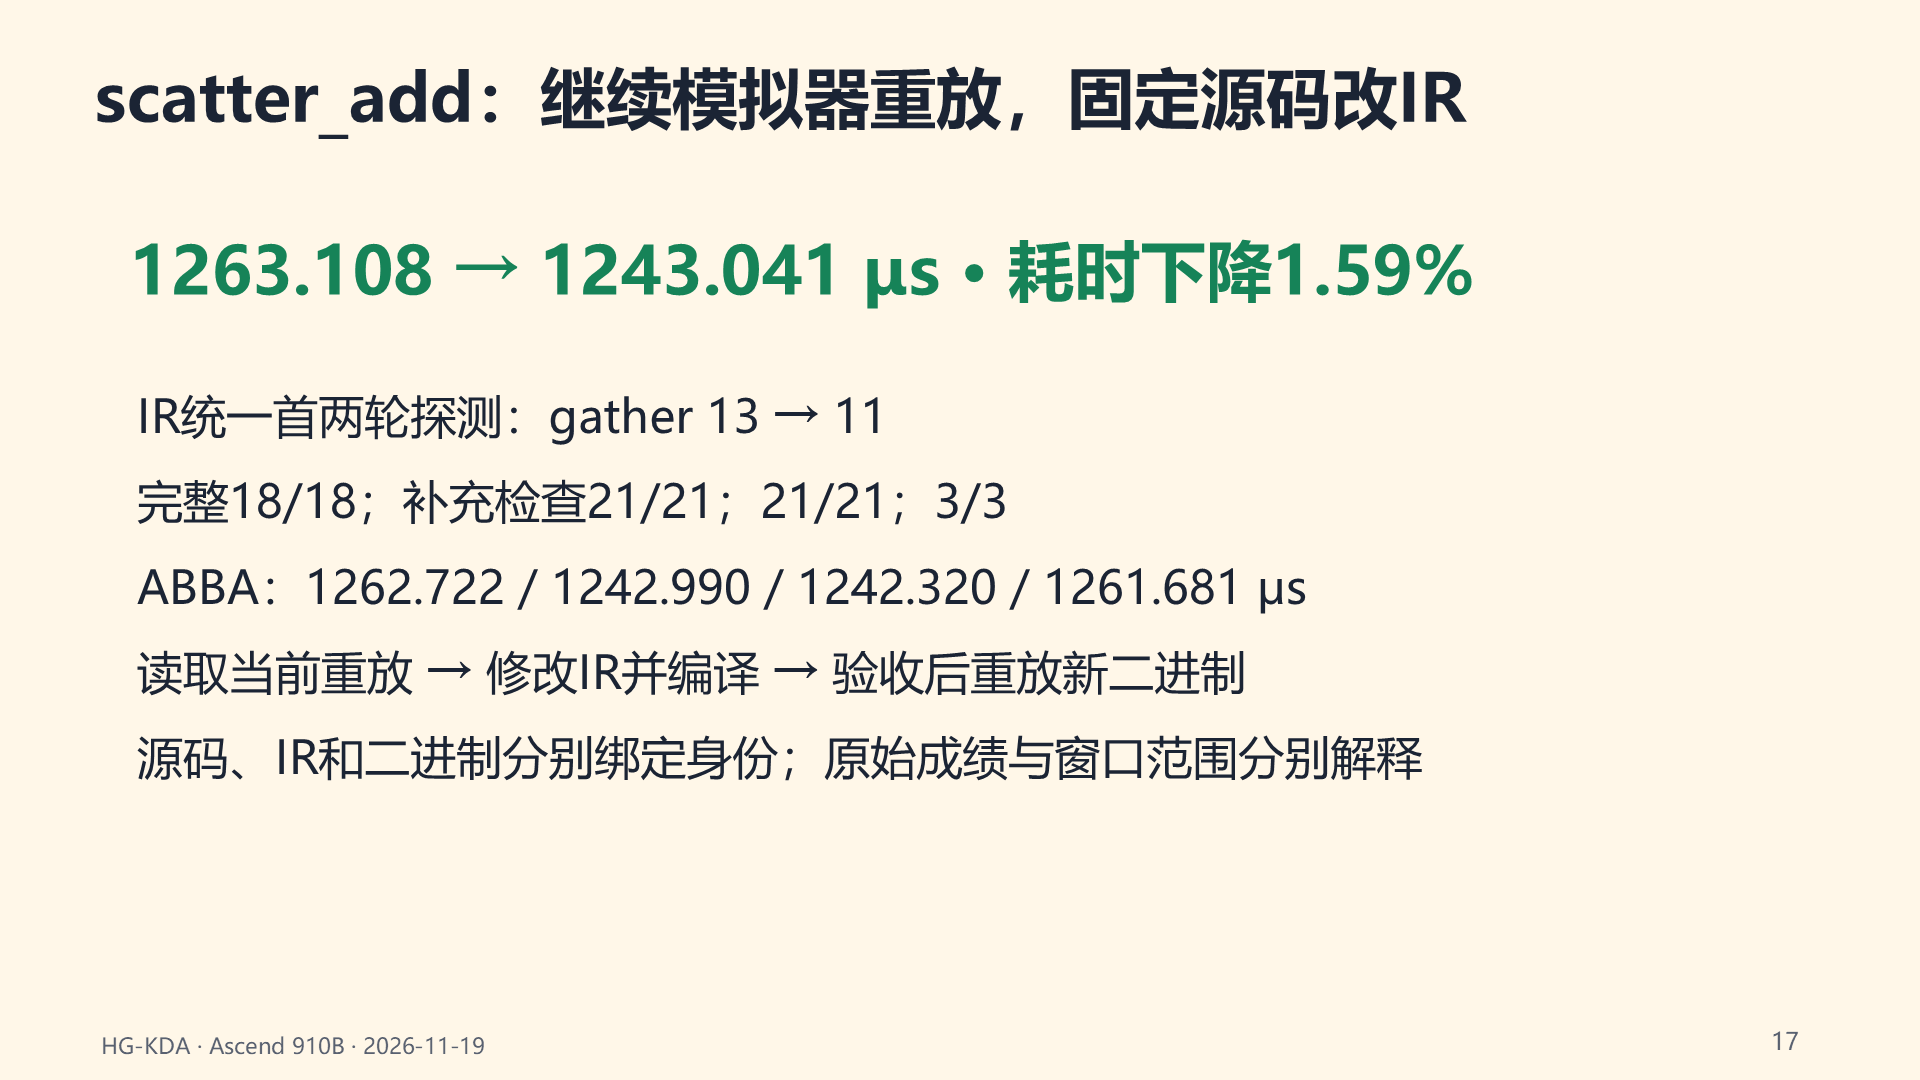 scatter_add：继续模拟器重放，固定源码改IR
1263.108 → 1243.041 µs • 耗时下降1.59%
IR统一首两轮探测：gather 13 → 11
完整18/18；补充检查21/21；21/21；3/3
ABBA：1262.722 / 1242.990 / 1242.320 / 1261.681 µs
读取当前重放 → 修改IR并编译 → 验收后重放新二进制
源码、IR和二进制分别绑定身份；原始成绩与窗口范围分别解释
HG-KDA · Ascend 910B · 2026-11-19
17